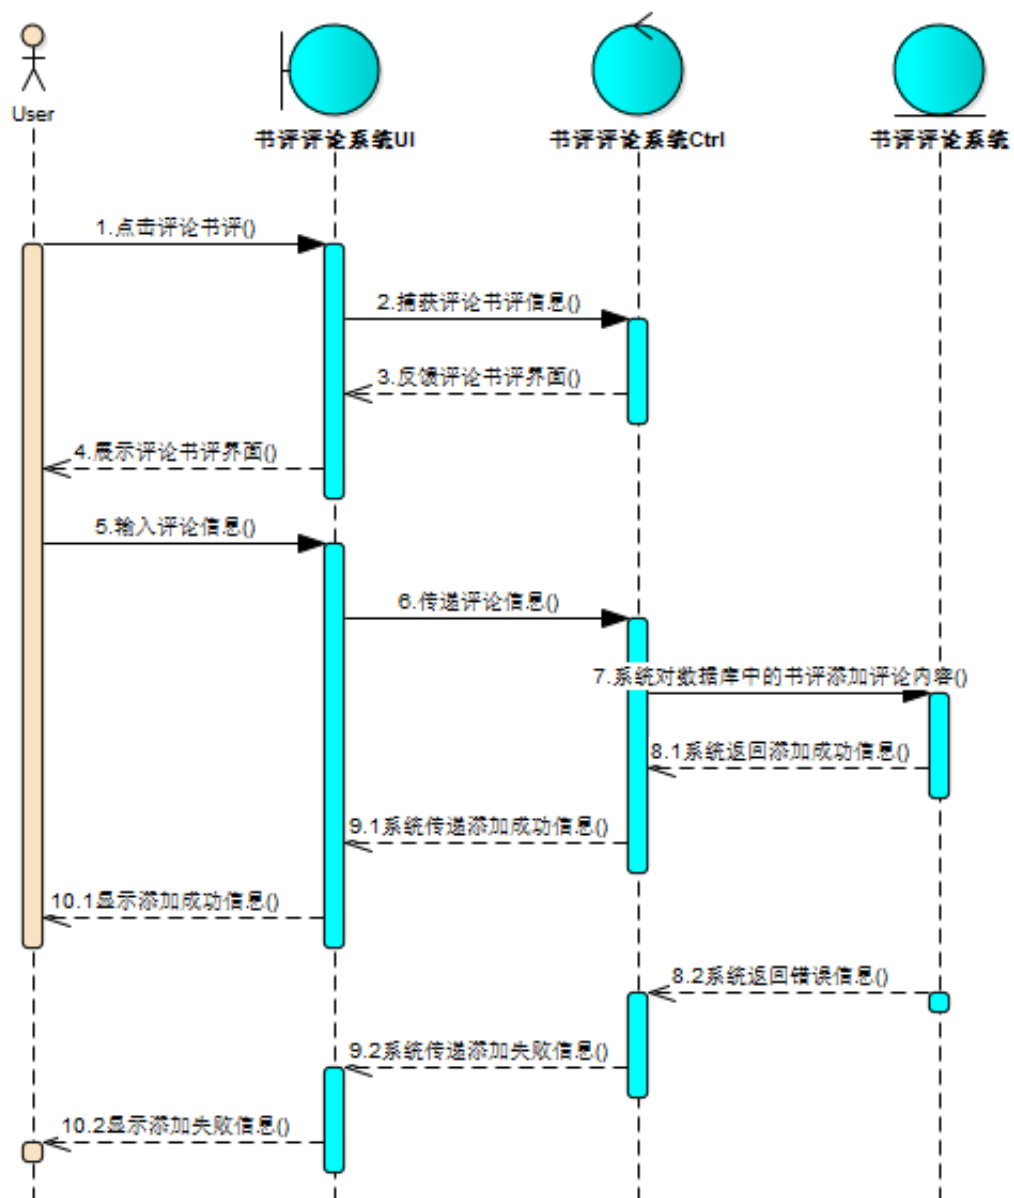 User
书评评论系统UI
书评评论系统Ctrl
书评评论系统
1.点击评论书评()
2.捕获评论书评信息()
3.反馈评论书评界面()
4.展示评论书评界面()
5.输入评论信息()
6.传递评论信息()
7.系统对数据库中的书评添加评论内容()
8.1系统返回添加成功信息()
9.1系统传递添加成功信息()
10.1显示添加成功信息()
8.2系统返回错误信息()
9.2系统传递添加失败信息()
10.2显示添加失败信息()